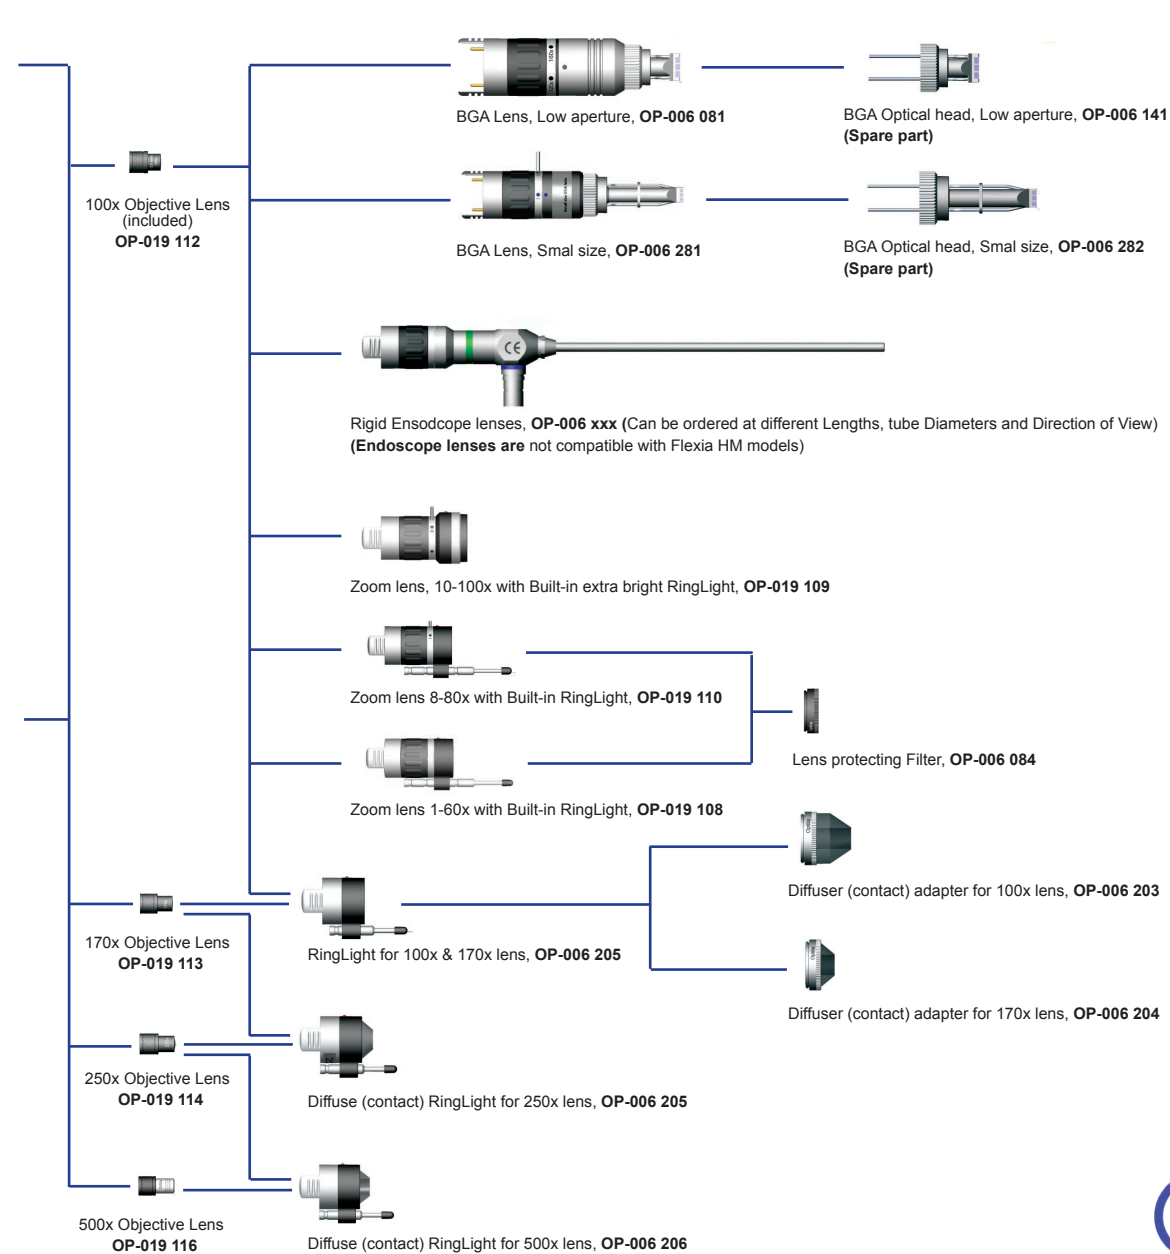 BGA Lens, Low aperture, OP-006 081
BGA Optical head, Low aperture, OP-006 141
(Spare part)
100x Objective Lens
(included)
OP-019 112
BGA Lens, Smal size, OP-006 281
BGA Optical head, Smal size, OP-006 282
(Spare part)
Rigid Ensodcope lenses, OP-006 xxx (Can be ordered at different Lengths, tube Diameters and Direction of View)
(Endoscope lenses are not compatible with Flexia HM models)
Zoom lens, 10-100x with Built-in extra bright RingLight, OP-019 109
Zoom lens 8-80x with Built-in RingLight, OP-019 110
Lens protecting Filter, OP-006 084
Zoom lens 1-60x with Built-in RingLight, OP-019 108
Diffuser (contact) adapter for 100x lens, OP-006 203
170x Objective Lens
OP-019 113
RingLight for 100x & 170x lens, OP-006 205
Diffuser (contact) adapter for 170x lens, OP-006 204
250x Objective Lens
OP-019 114
Diffuse (contact) RingLight for 250x lens, OP-006 205
500x Objective Lens
OP-019 116
Diffuse (contact) RingLight for 500x lens, OP-006 206